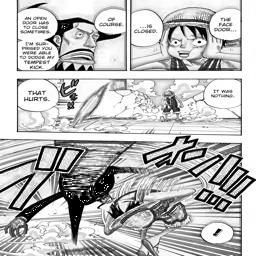 THE
FACE
DOOR...
...IS
CLOSED.
OF
COURSE.
AN OPEN
DOOR HAS
TO CLOSE
SOMETIMES.
I'M SUR-
PRISED YOU
WERE ABLE
TO DODGE MY
TEMPEST
KICK.
IT WAS
NOTHING.
THAT
HURTS.
!